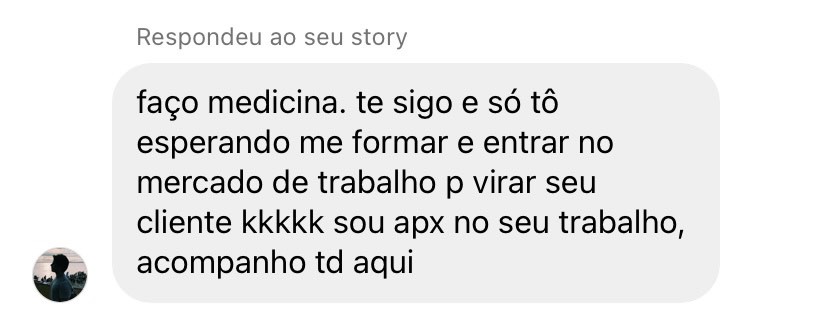 Respondeu ao seu story
faço medicina. te sigo e só tô
esperando me formar e entrar no
mercado de trabalho p virar seu
cliente kkkkk sou apx no seu trabalho,
acompanho td aqui